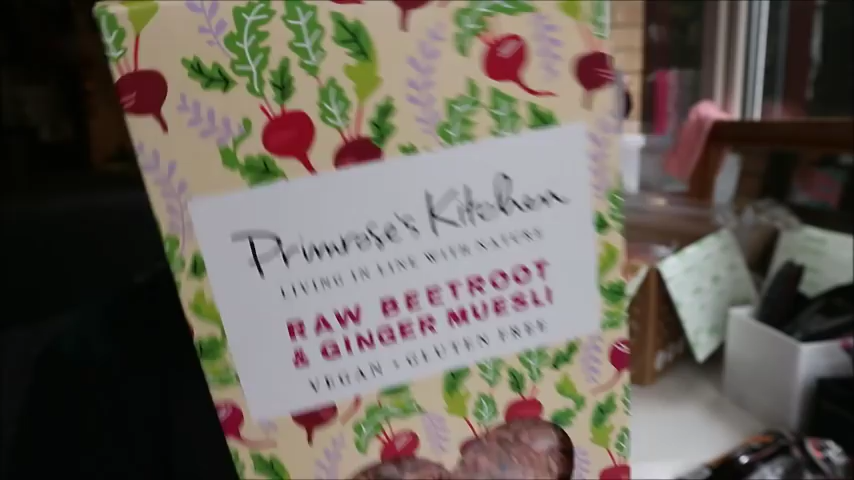 Primrose's Kitchen
LIVING IN LINE WITH NATURE
RAW BEETROOT
& GINGER MUESLI
VEGAN • GLUTEN FREE